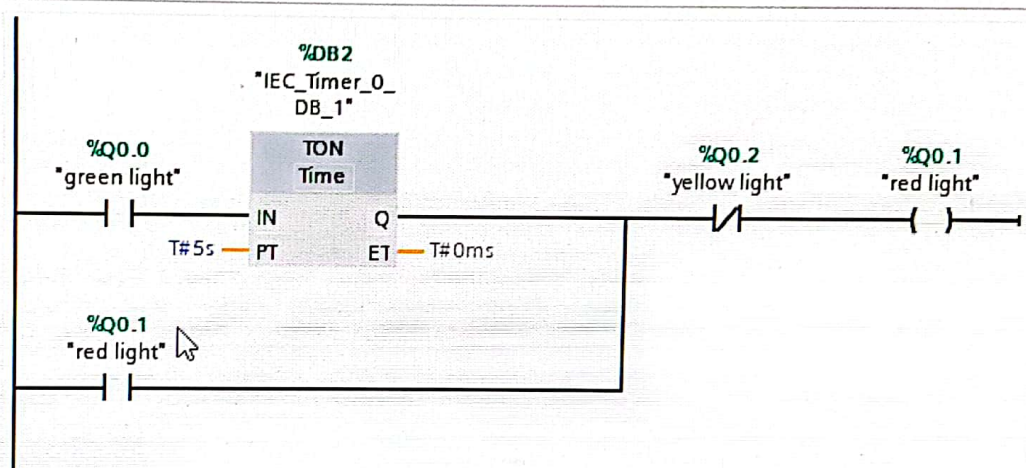 %DB2
"IEC_Timer_0_
DB_1"
TON
Time
%Q0.0
"green light"
%Q0.2
"yellow light"
%Q0.1
"red light"
IN
Q
T#5s
PT
ET
T#0ms
%Q0.1
"red light"